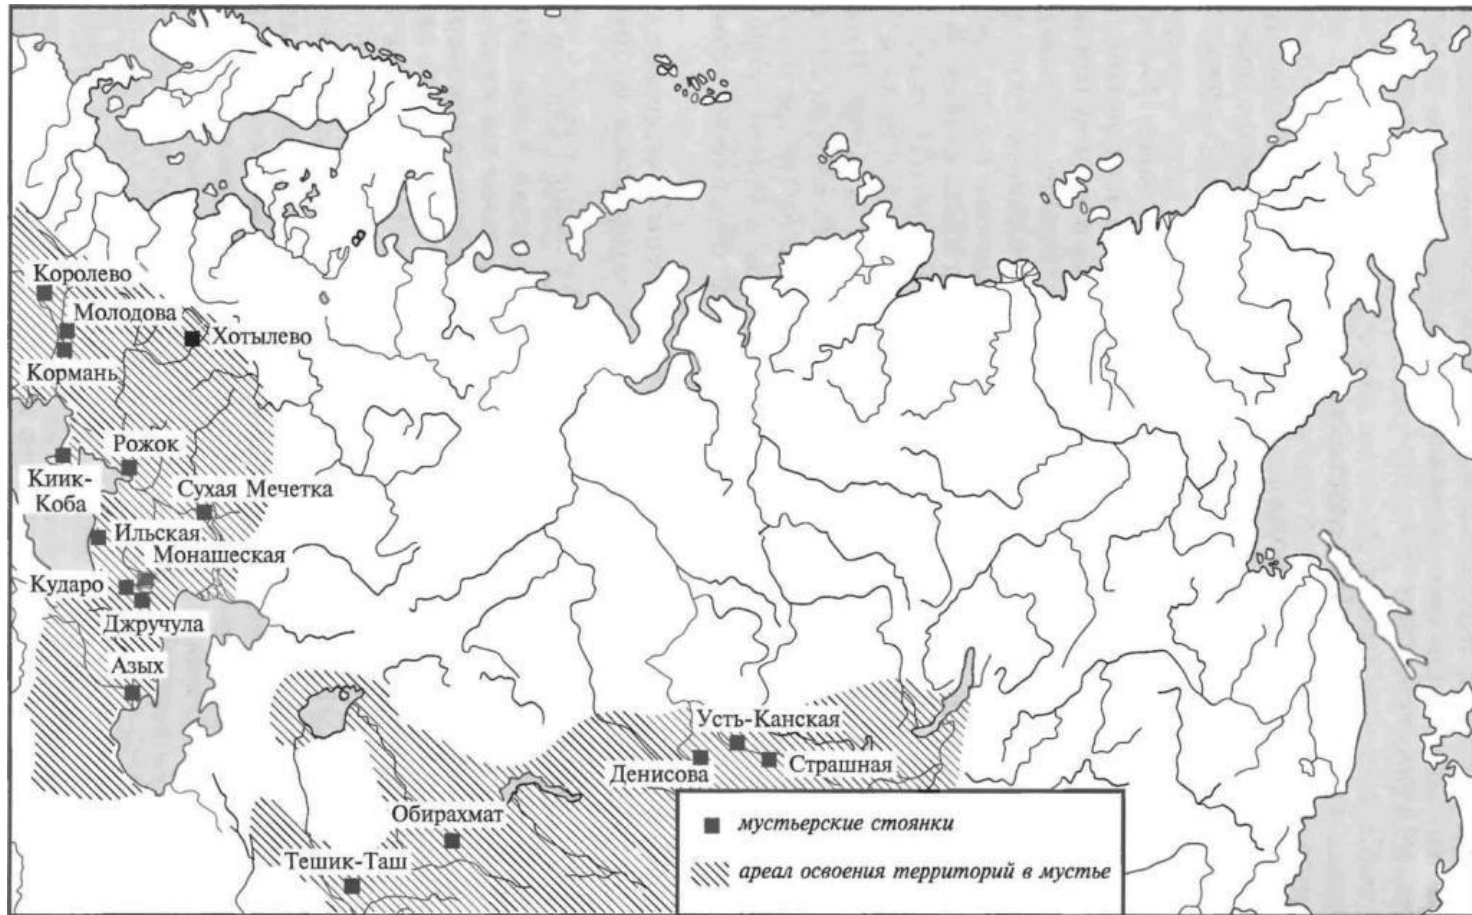 Королево
Молодова
Хотылево
Кормань
Рожок
Киик-
Коба
Сухая Мечетка
Ильская
Монашеская
Кударо
Джручула
Азых
Усть-Канская
Денисова
Страшная
Обирахмат
Тешик-Таш
мустьерские стоянки
ареал освоения территорий в мустье